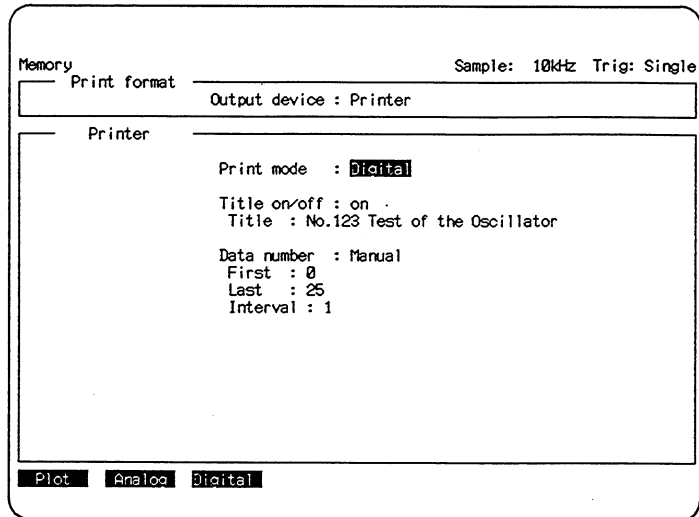 Memory Sample: 10kHz Trig: Single
Print format
Output device : Printer
Printer
Print mode : Digital
Title on/off : on
Title : No.123 Test of the Oscillator
Data number : Manual
First : 0
Last : 25
Interval : 1
Plot Analog Digital